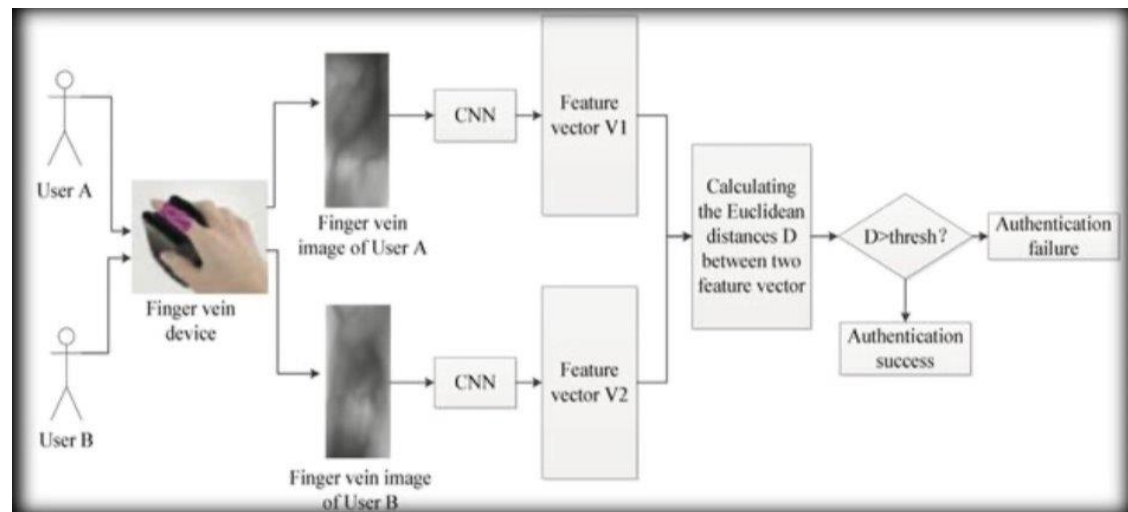 User A
User B
Finger vein
device
Finger vein
image of User A
Finger vein image
of User B
CNN
CNN
Feature
vector V1
Feature
vector V2
Calculating
the Euclidean
distances D
between two
feature vector
D>thresh?
Authentication
failure
Authentication
success